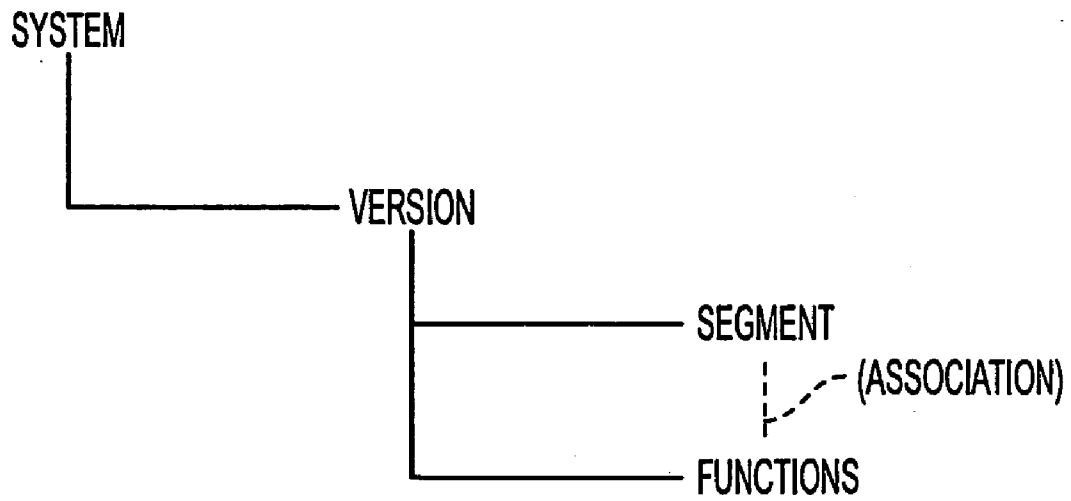 SYSTEM
VERSION
SEGMENT
(ASSOCIATION)
FUNCTIONS